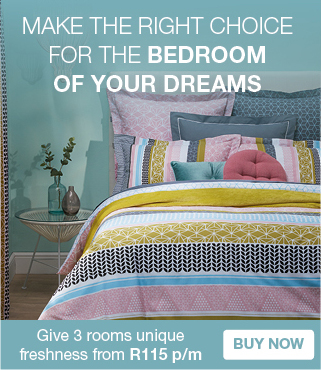 MAKE THE RIGHT CHOICE
FOR THE BEDROOM
OF YOUR DREAMS
Give 3 rooms unique
freshness from R115 p/m
BUY NOW